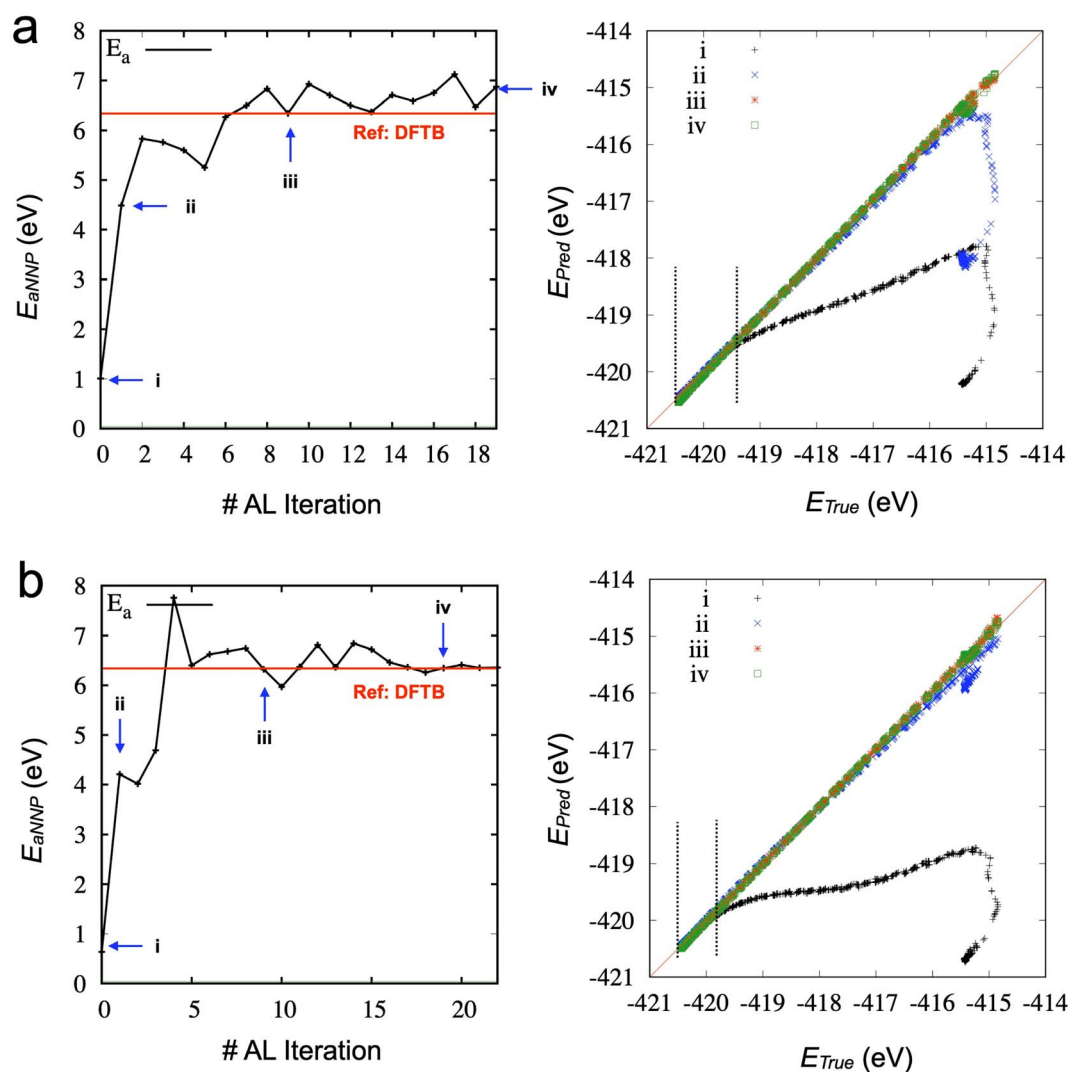 a
8
7
6
5
4
3
2
1
0
E_a
Ref: DFTB
i
ii
iii
iv
0 2 4 6 8 10 12 14 16 18
# AL Iteration
E_aNNP (eV)
-414
-415
-416
-417
-418
-419
-420
-421
i
ii
iii
iv
-421 -420 -419 -418 -417 -416 -415 -414
E_True (eV)
E_Pred (eV)
b
8
7
6
5
4
3
2
1
0
E_a
Ref: DFTB
i
ii
iii
iv
0 5 10 15 20
# AL Iteration
E_aNNP (eV)
-414
-415
-416
-417
-418
-419
-420
-421
i
ii
iii
iv
-421 -420 -419 -418 -417 -416 -415 -414
E_True (eV)
E_Pred (eV)